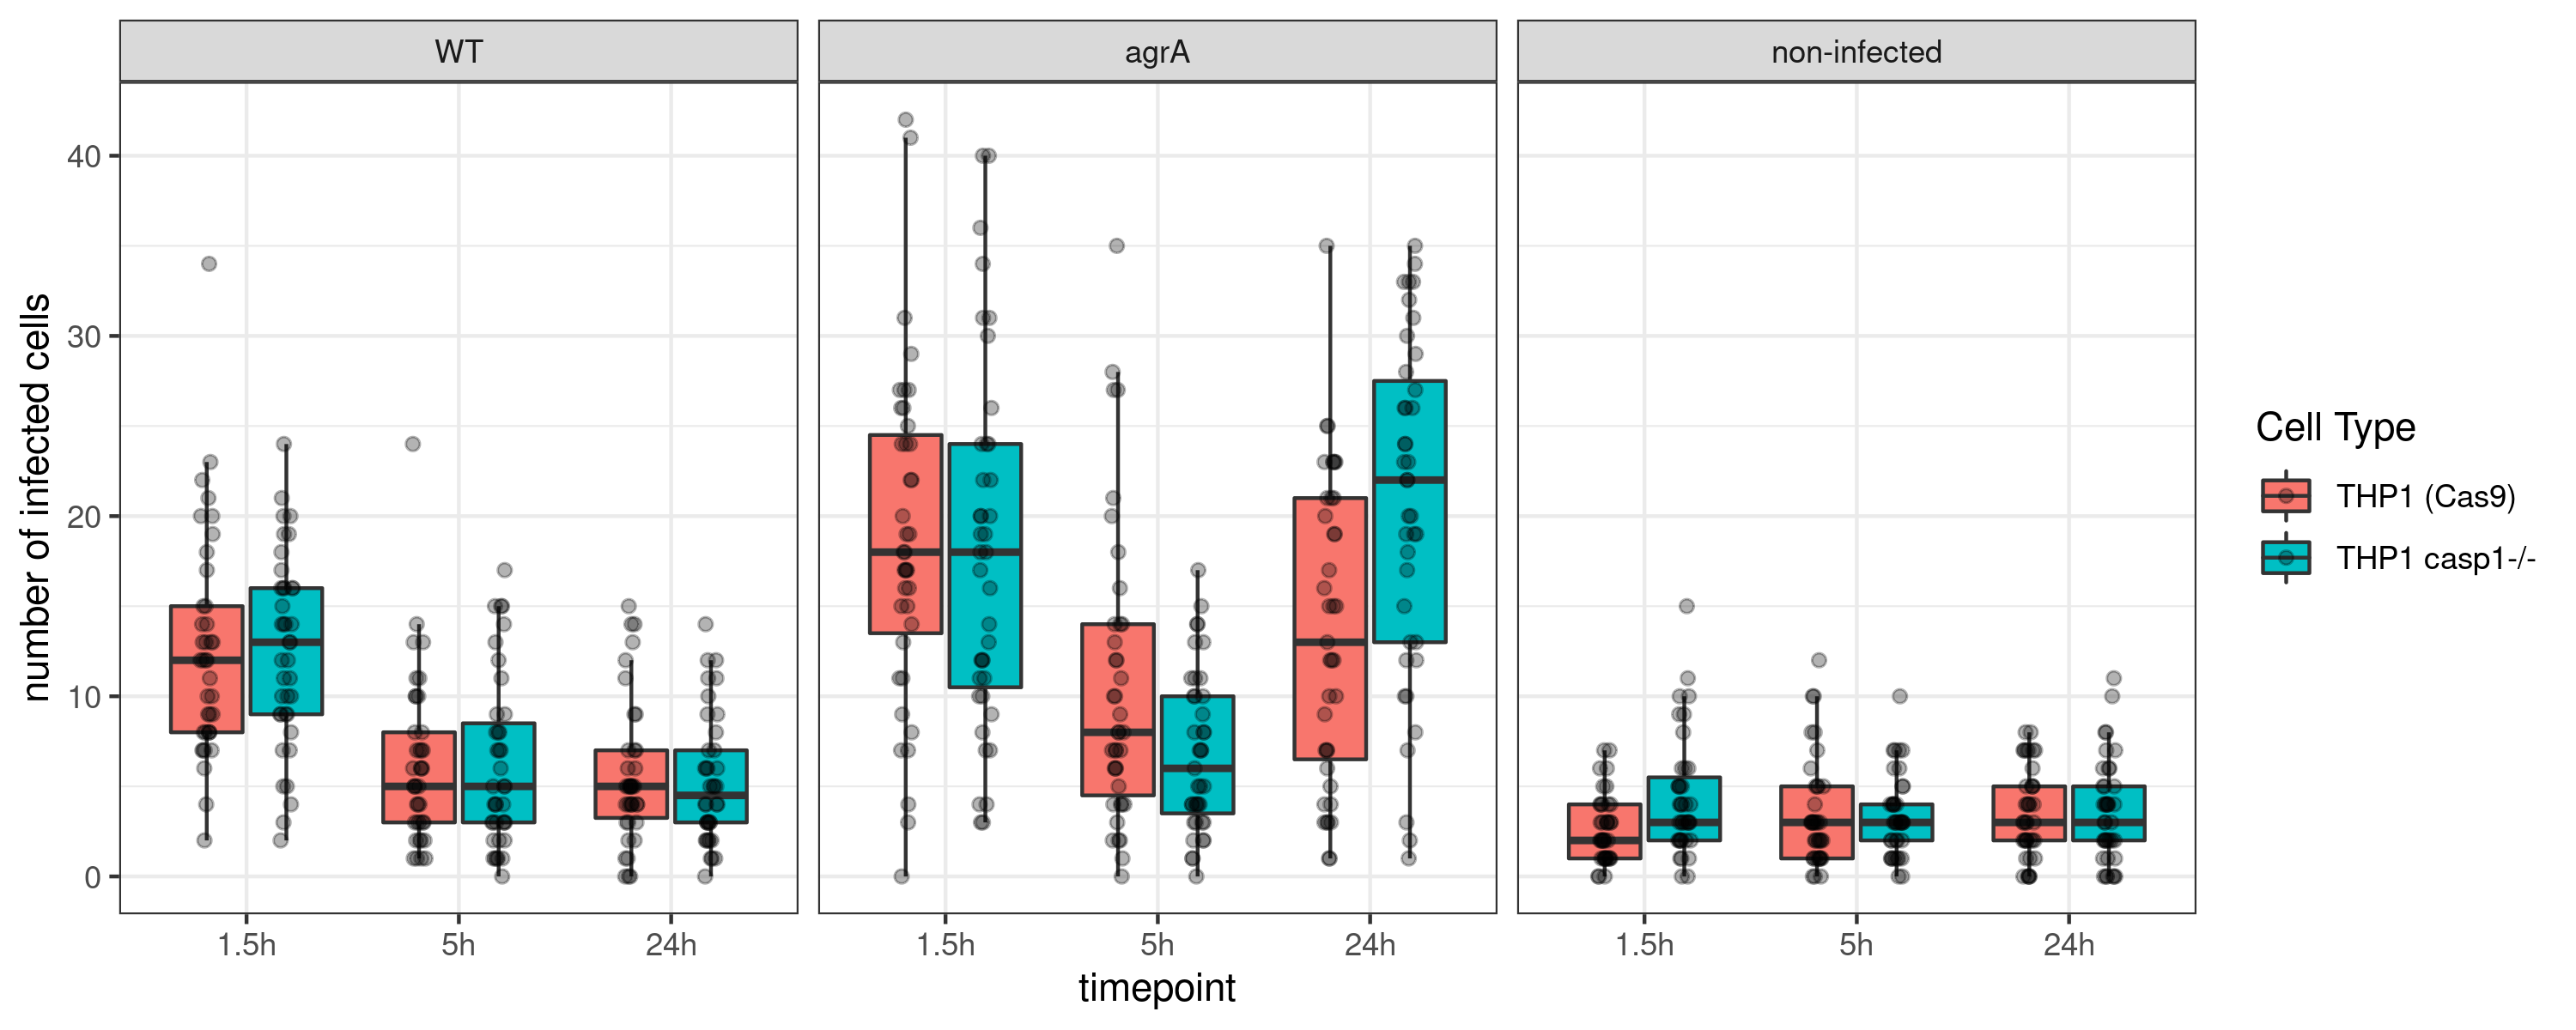 WT
agrA
non-infected
number of infected cells
40
30
20
10
0
1.5h 5h 24h
1.5h 5h 24h
1.5h 5h 24h
timepoint
Cell Type
THP1 (Cas9)
THP1 casp1-/-